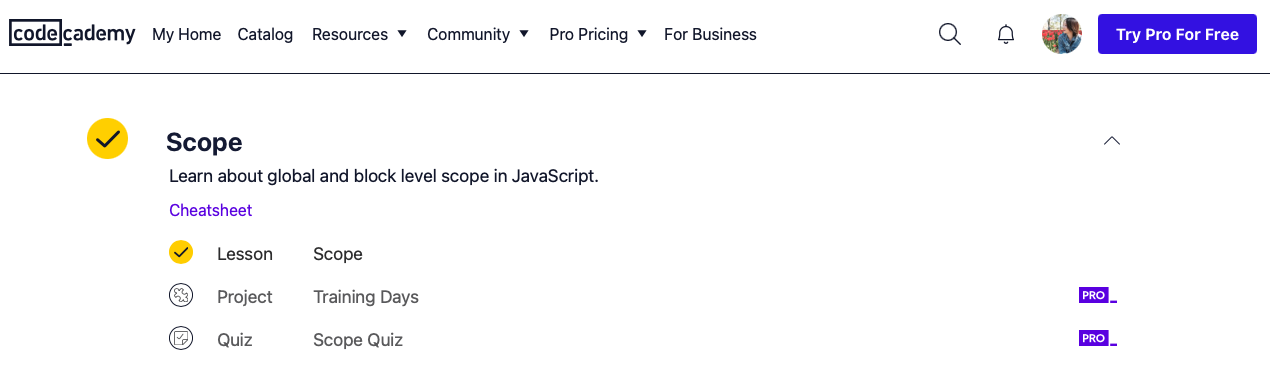 codecademy My Home Catalog Resources Community Pro Pricing For Business Try Pro For Free
Scope
Learn about global and block level scope in JavaScript.
Cheatsheet
Lesson Scope
Project Training Days PRO
Quiz Scope Quiz PRO